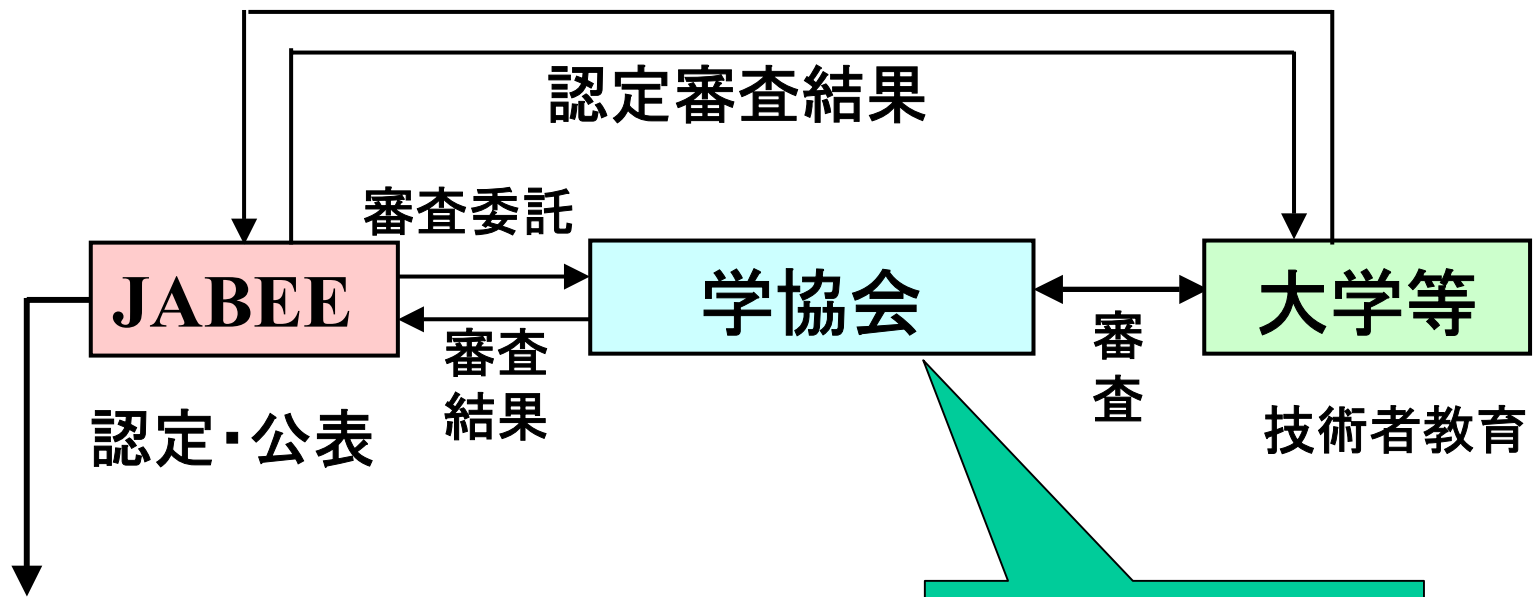 認定審査結果
審査委託
JABEE
学協会
大学等
審査
結果
審
査
認定・公表
技術者教育